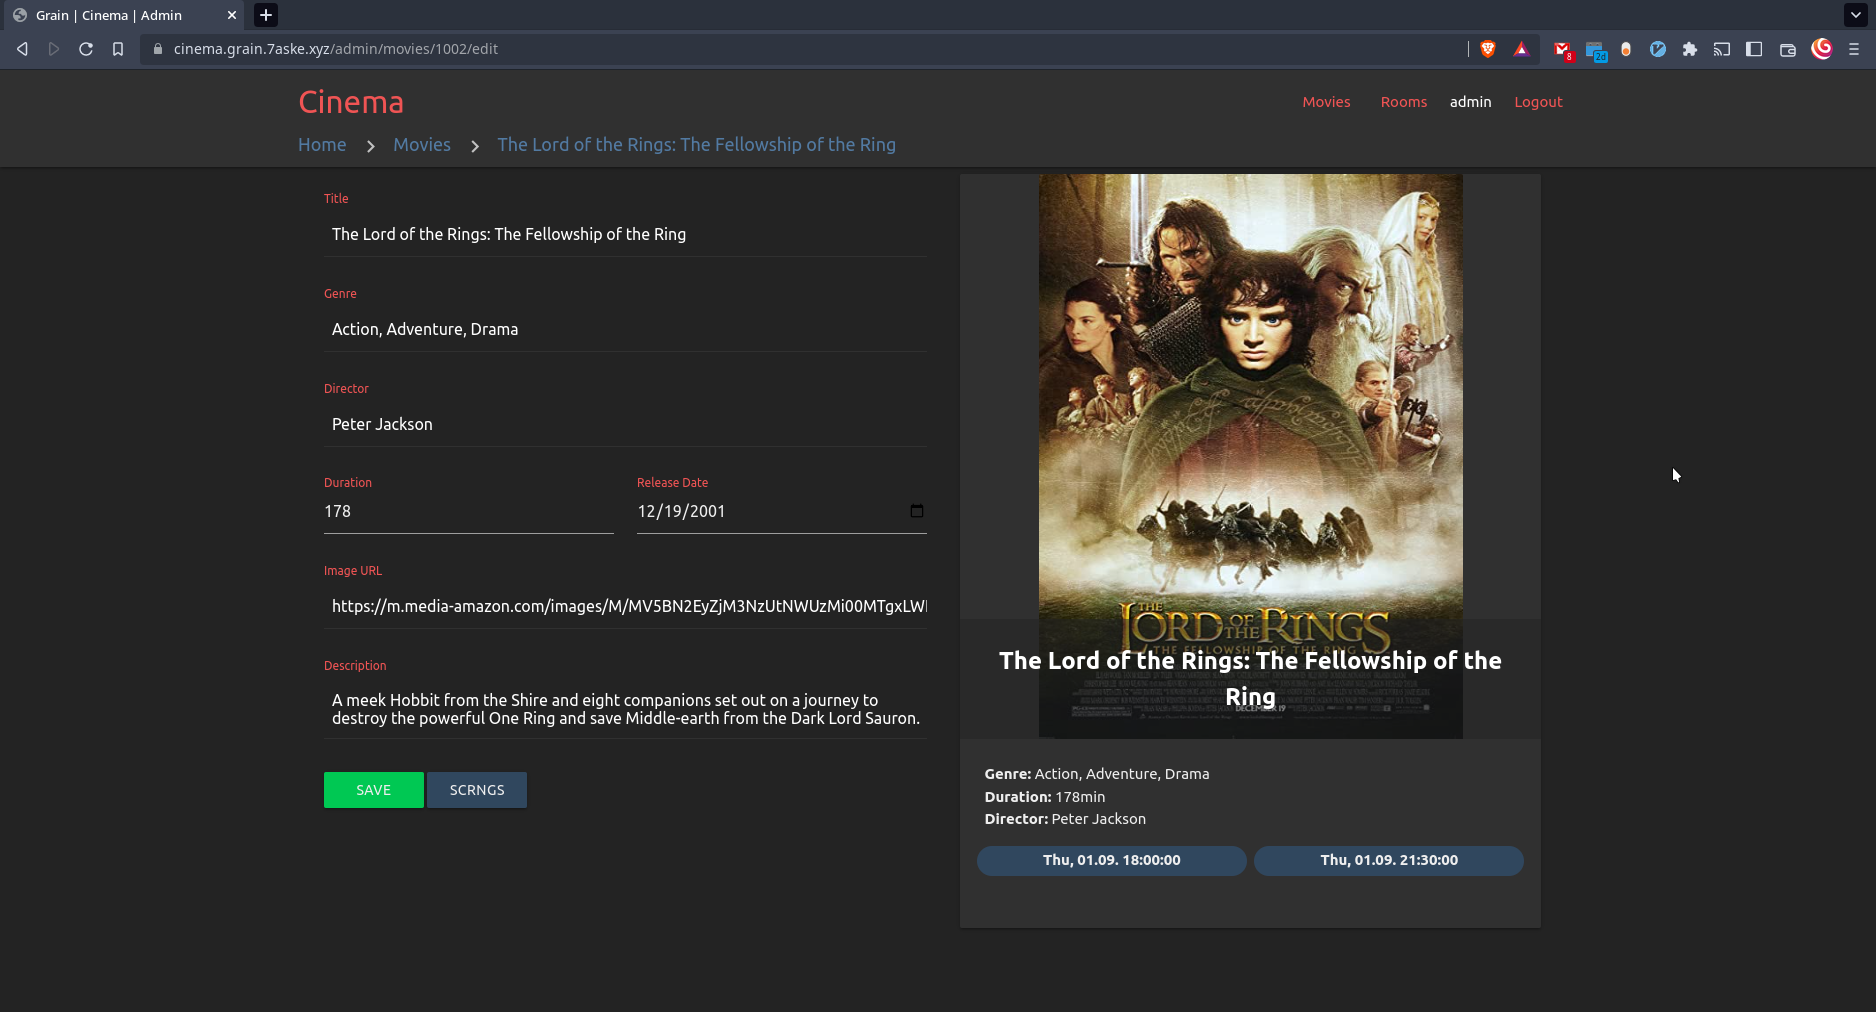 Grain | Cinema | Admin
cinema.grain.7aske.xyz/admin/movies/1002/edit
8
2d
Cinema
Movies Rooms admin Logout
Home Movies The Lord of the Rings: The Fellowship of the Ring
Title
The Lord of the Rings: The Fellowship of the Ring
Genre
Action, Adventure, Drama
Director
Peter Jackson
Duration Release Date
178 12/19/2001
Image URL
https://m.media-amazon.com/images/M/MV5BN2EyZjM3NzUtNWUzMi00MTgxLWI
Description
A meek Hobbit from the Shire and eight companions set out on a journey to
destroy the powerful One Ring and save Middle-earth from the Dark Lord Sauron.
SAVE SCRNGS
THE
LORD OF
THE RINGS
THE FELLOWSHIP OF THE RING
The Lord of the Rings: The Fellowship of the
Ring
DECEMBER 19
Genre: Action, Adventure, Drama
Duration: 178min
Director: Peter Jackson
Thu, 01.09. 18:00:00 Thu, 01.09. 21:30:00